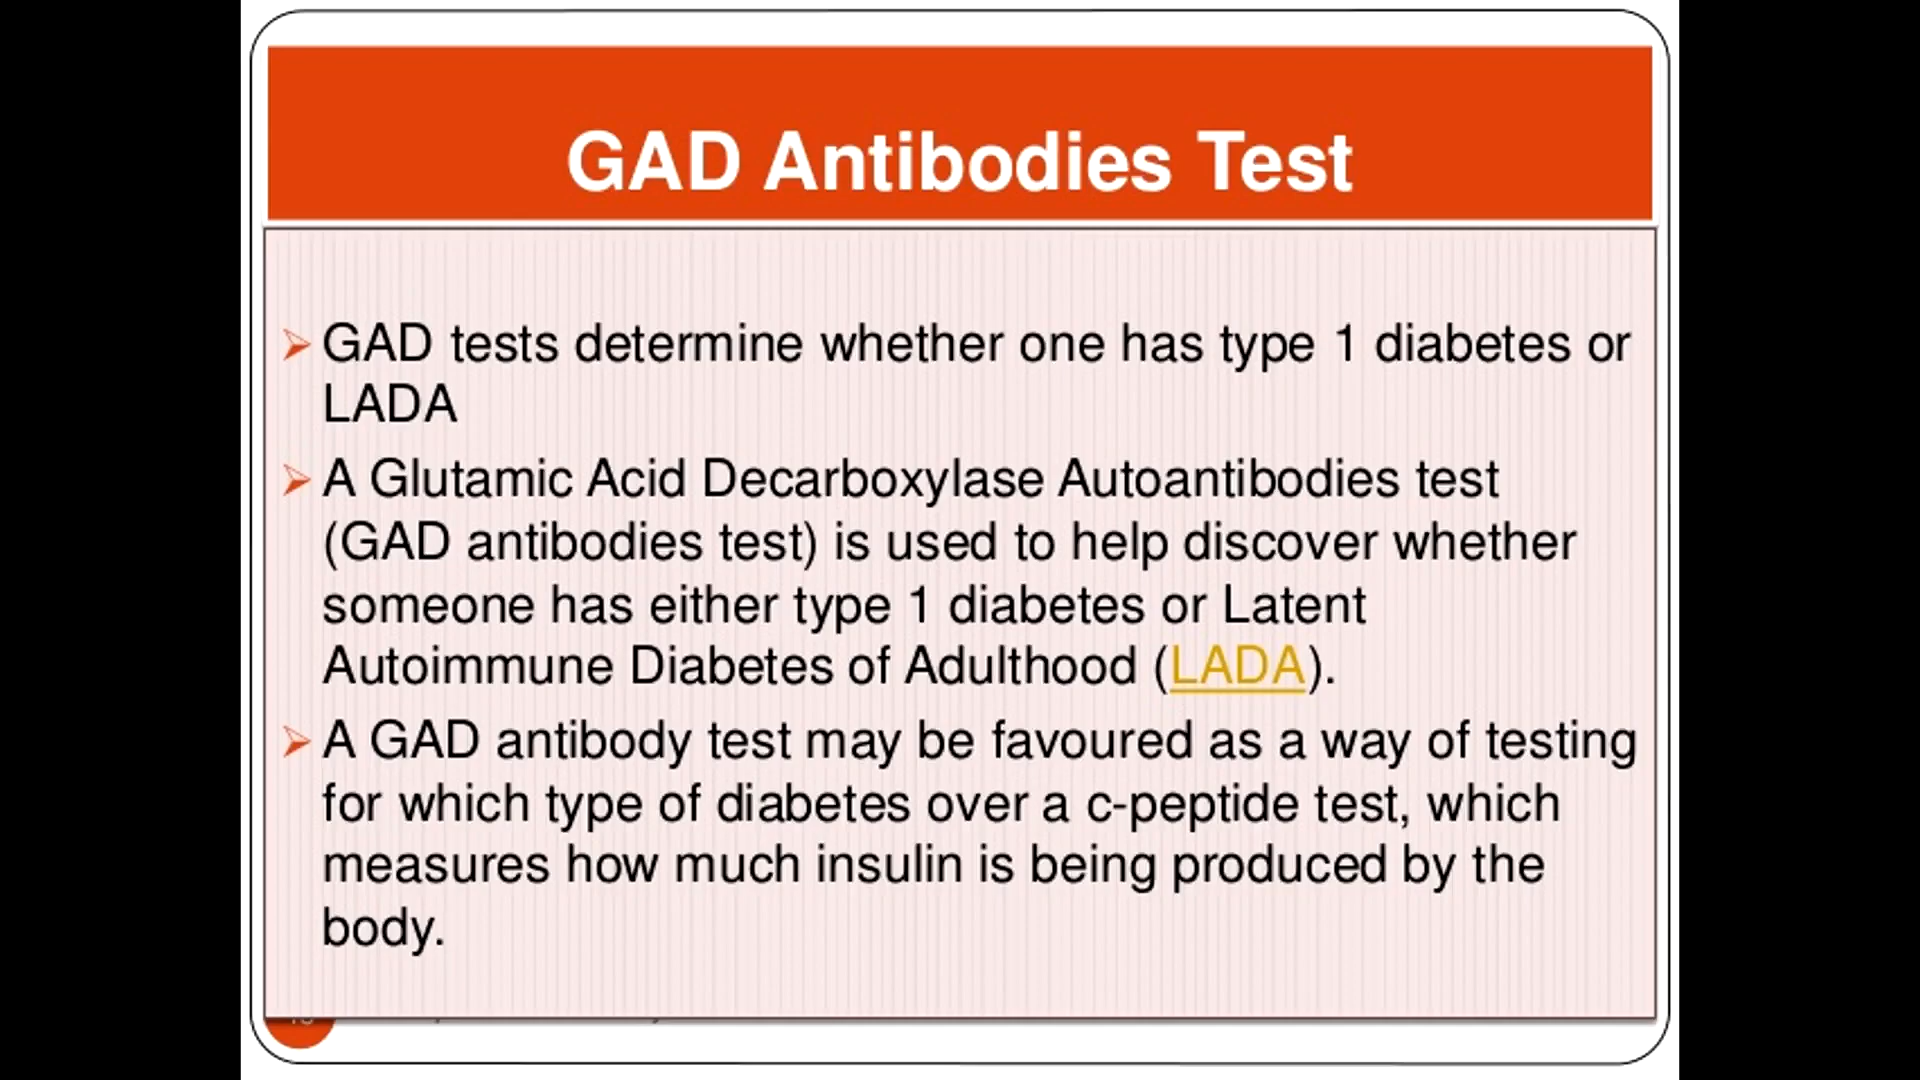 GAD Antibodies Test
GAD tests determine whether one has type 1 diabetes or
LADA
A Glutamic Acid Decarboxylase Autoantibodies test
(GAD antibodies test) is used to help discover whether
someone has either type 1 diabetes or Latent
Autoimmune Diabetes of Adulthood (LADA).
A GAD antibody test may be favoured as a way of testing
for which type of diabetes over a c-peptide test, which
measures how much insulin is being produced by the
body.